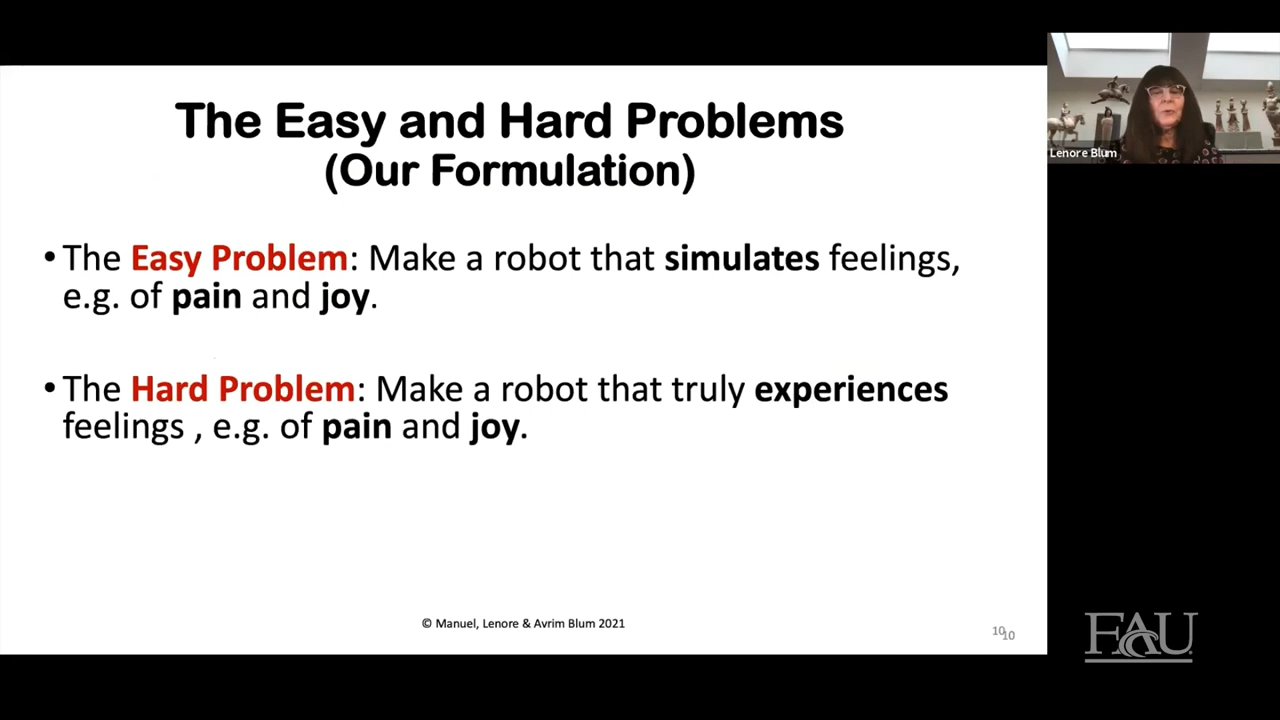 The Easy and Hard Problems
(Our Formulation)
• The Easy Problem: Make a robot that simulates feelings,
e.g. of pain and joy.
• The Hard Problem: Make a robot that truly experiences
feelings , e.g. of pain and joy.
© Manuel, Lenore & Avrim Blum 2021
10
10
Lenore Blum
FAU